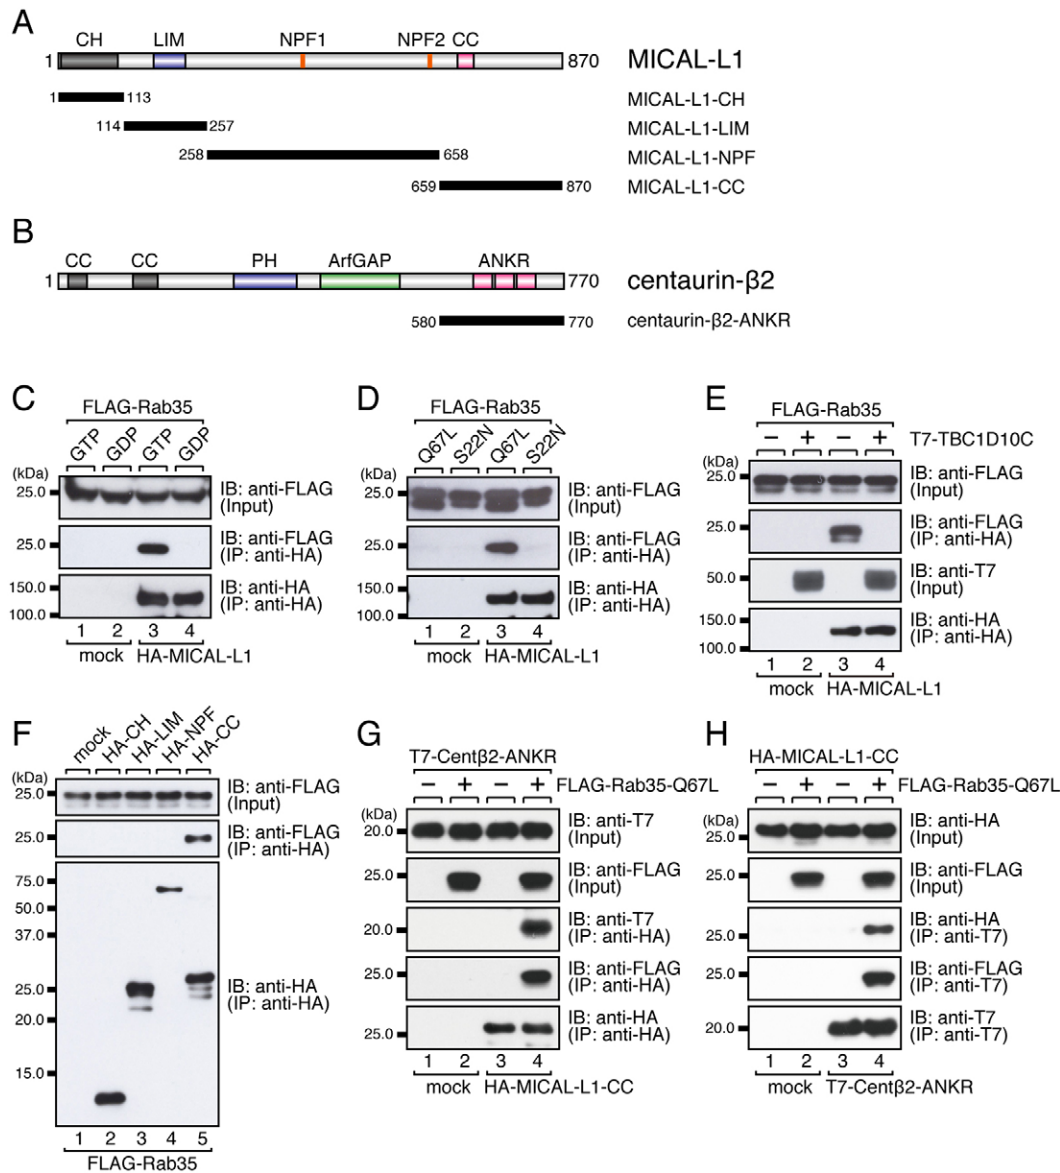 A
CH LIM NPF1 NPF2 CC
1 870 MICAL-L1
1 113 MICAL-L1-CH
114 257 MICAL-L1-LIM
258 658 MICAL-L1-NPF
659 870 MICAL-L1-CC
B
CC CC PH ArfGAP ANKR
1 770 centaurin-β2
580 770 centaurin-β2-ANKR
C
FLAG-Rab35
GTP GDP GTP GDP
(kDa)
25.0 IB: anti-FLAG
(Input)
25.0 IB: anti-FLAG
(IP: anti-HA)
150.0 IB: anti-HA
100.0 (IP: anti-HA)
1 2 3 4
mock HA-MICAL-L1
D
FLAG-Rab35
Q67L S22N Q67L S22N
(kDa)
25.0 IB: anti-FLAG
(Input)
25.0 IB: anti-FLAG
(IP: anti-HA)
150.0 IB: anti-HA
100.0 (IP: anti-HA)
1 2 3 4
mock HA-MICAL-L1
E
FLAG-Rab35
− + − + T7-TBC1D10C
(kDa)
25.0 IB: anti-FLAG
(Input)
25.0 IB: anti-FLAG
(IP: anti-HA)
50.0 IB: anti-T7
(Input)
150.0 IB: anti-HA
100.0 (IP: anti-HA)
1 2 3 4
mock HA-MICAL-L1
F
mock HA-CH HA-LIM HA-NPF HA-CC
(kDa)
25.0 IB: anti-FLAG
(Input)
25.0 IB: anti-FLAG
(IP: anti-HA)
75.0
50.0
37.0
25.0 IB: anti-HA
(IP: anti-HA)
20.0
15.0
1 2 3 4 5
FLAG-Rab35
G
T7-Centβ2-ANKR
− + − + FLAG-Rab35-Q67L
(kDa)
20.0 IB: anti-T7
(Input)
25.0 IB: anti-FLAG
(Input)
20.0 IB: anti-T7
(IP: anti-HA)
25.0 IB: anti-FLAG
(IP: anti-HA)
25.0 IB: anti-HA
(IP: anti-HA)
1 2 3 4
mock HA-MICAL-L1-CC
H
HA-MICAL-L1-CC
− + − + FLAG-Rab35-Q67L
(kDa)
25.0 IB: anti-HA
(Input)
25.0 IB: anti-FLAG
(Input)
25.0 IB: anti-HA
(IP: anti-T7)
25.0 IB: anti-FLAG
(IP: anti-T7)
20.0 IB: anti-T7
(IP: anti-T7)
1 2 3 4
mock T7-Centβ2-ANKR